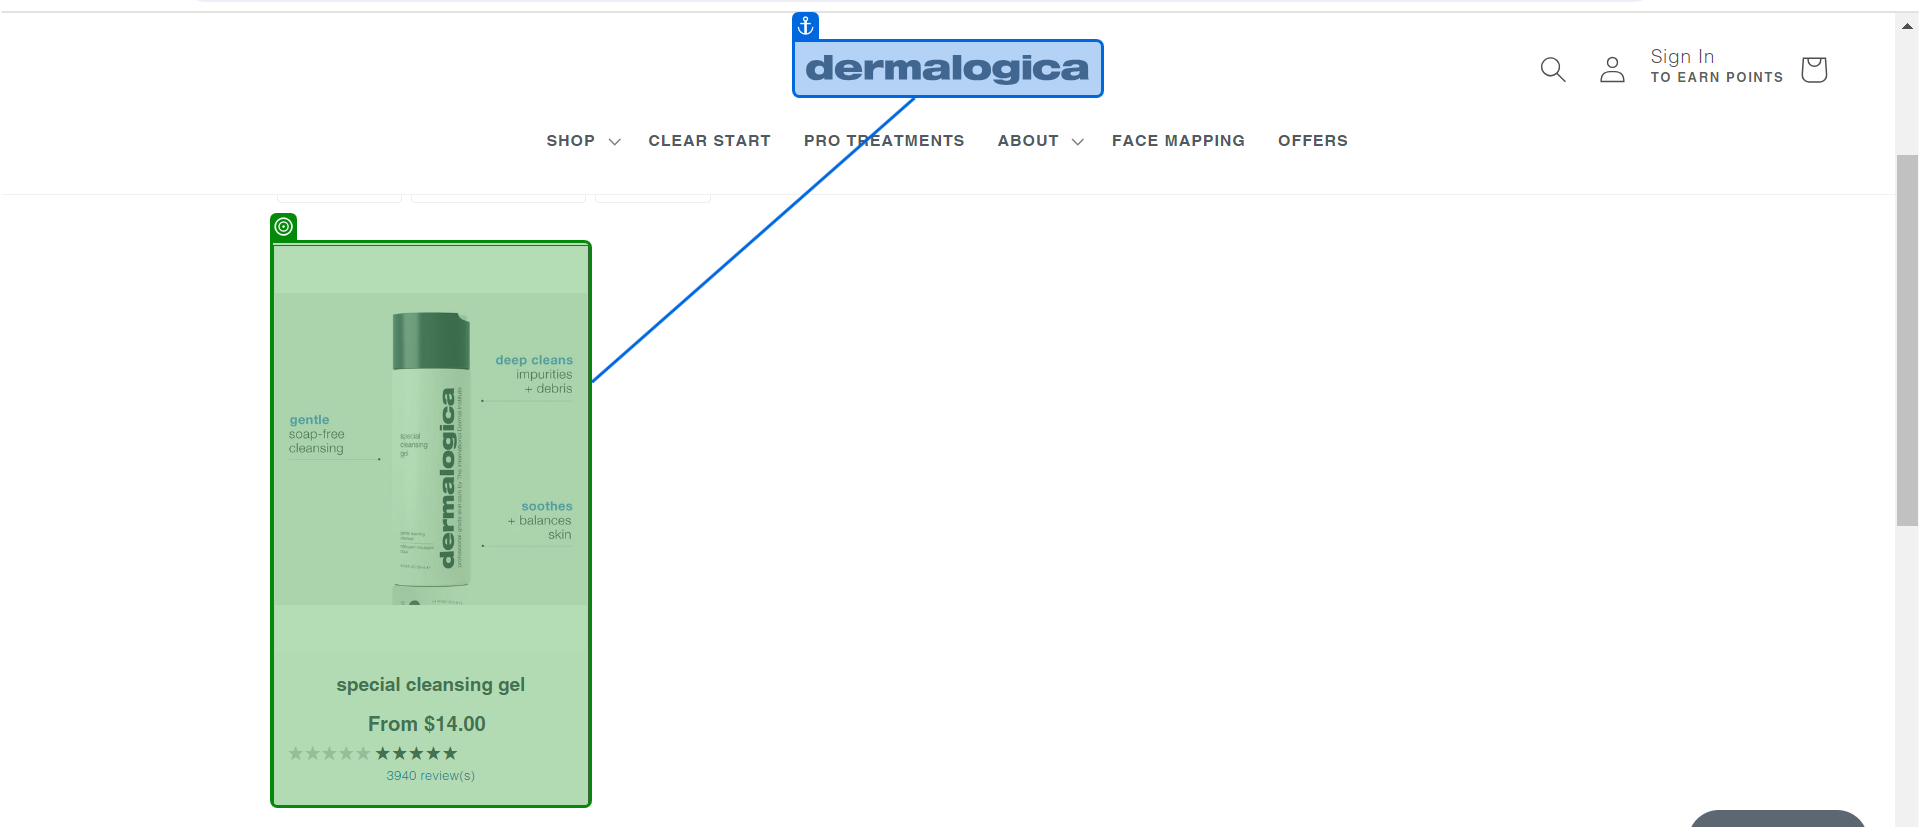 dermalogica
Sign In
TO EARN POINTS
SHOP
CLEAR START
PRO TREATMENTS
ABOUT
FACE MAPPING
OFFERS
deep cleans
impurities
+ debris
gentle
soap-free
cleansing
special
cleansing
gel
dermalogica
soothes
+ balances
skin
special cleansing gel
From $14.00
3940 review(s)